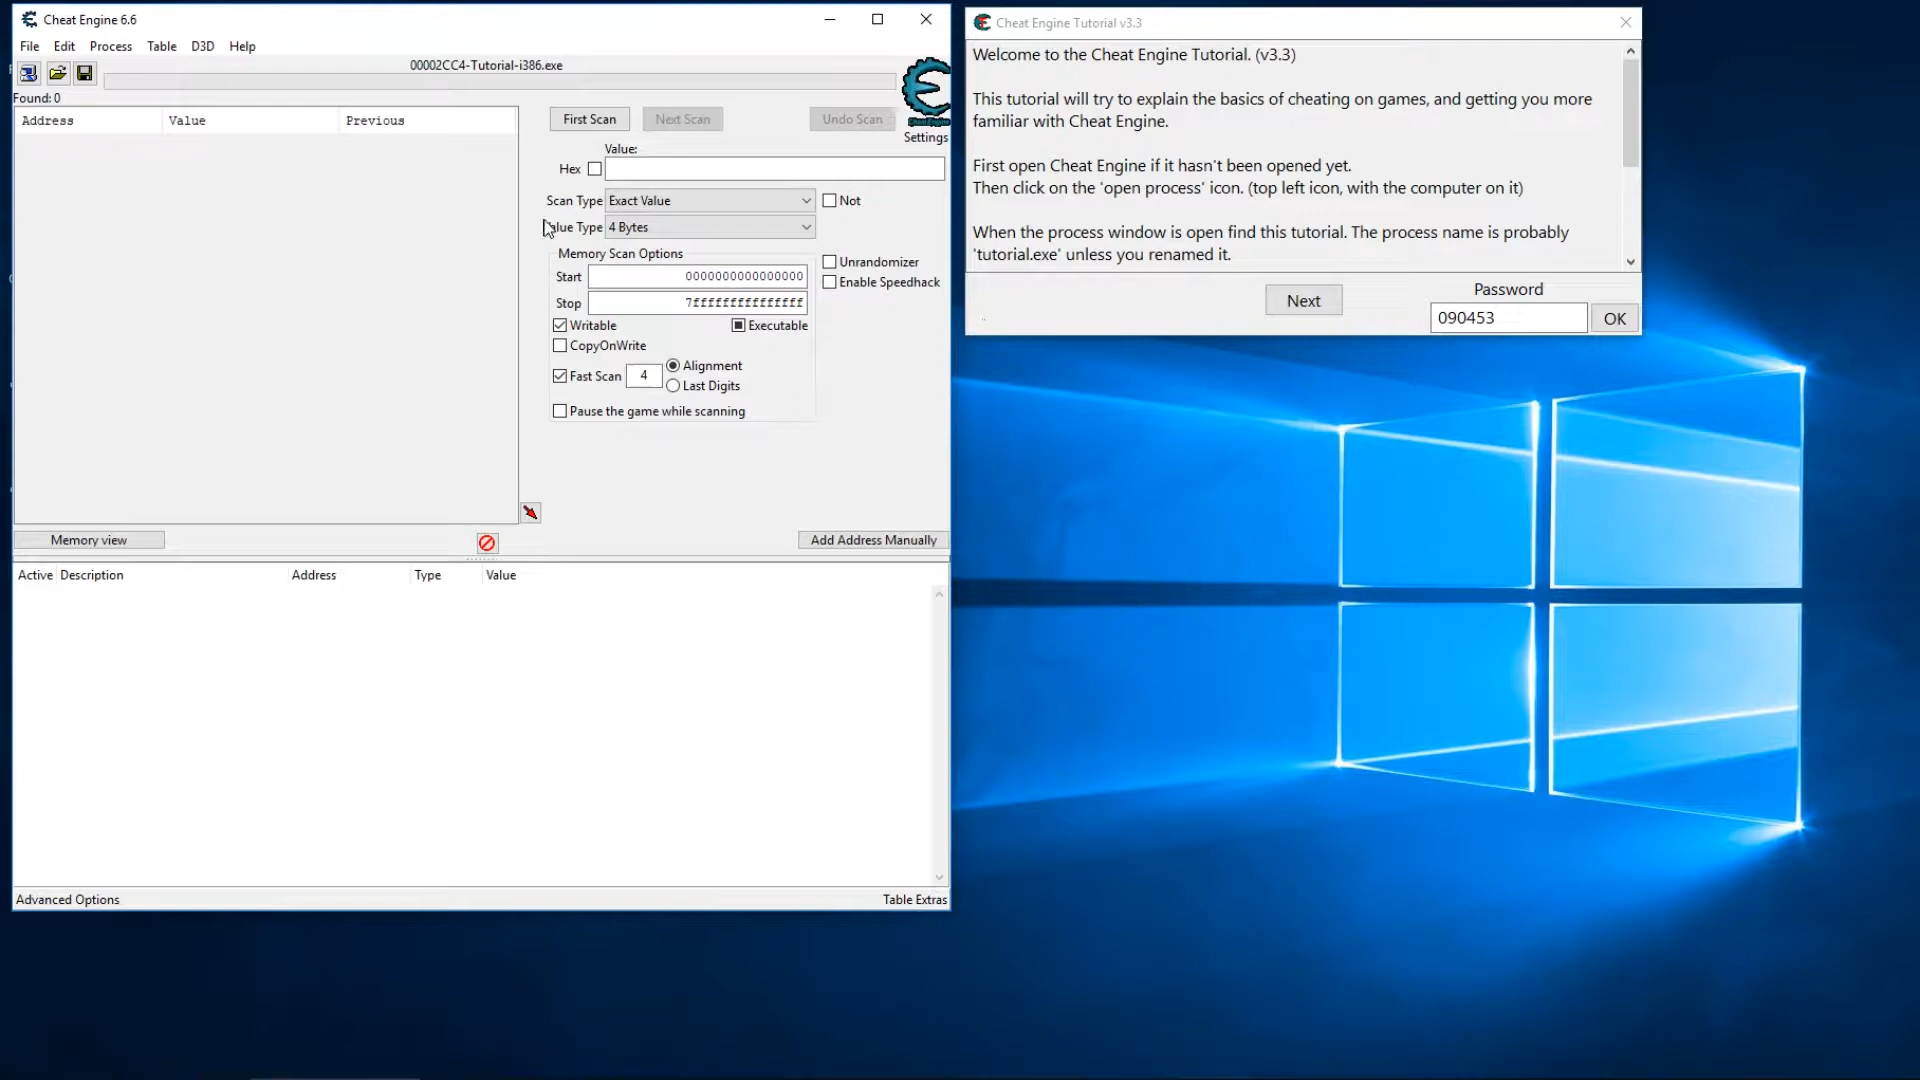 Cheat Engine 6.6
File Edit Process Table D3D Help
00002CC4-Tutorial-i386.exe
Found: 0
Address Value Previous
First Scan Next Scan Undo Scan
Cheat Engine
Settings
Value:
Hex
Scan Type Exact Value Not
alue Type 4 Bytes
Memory Scan Options
Start 0000000000000000
Stop 7fffffffffffffff
Unrandomizer
Enable Speedhack
Writable Executable
CopyOnWrite
Fast Scan 4 Alignment
Last Digits
Pause the game while scanning
Memory view Add Address Manually
Active Description Address Type Value
Advanced Options Table Extras
Cheat Engine Tutorial v3.3
Welcome to the Cheat Engine Tutorial. (v3.3)
This tutorial will try to explain the basics of cheating on games, and getting you more
familiar with Cheat Engine.
First open Cheat Engine if it hasn't been opened yet.
Then click on the 'open process' icon. (top left icon, with the computer on it)
When the process window is open find this tutorial. The process name is probably
'tutorial.exe' unless you renamed it.
Next
Password
090453 OK